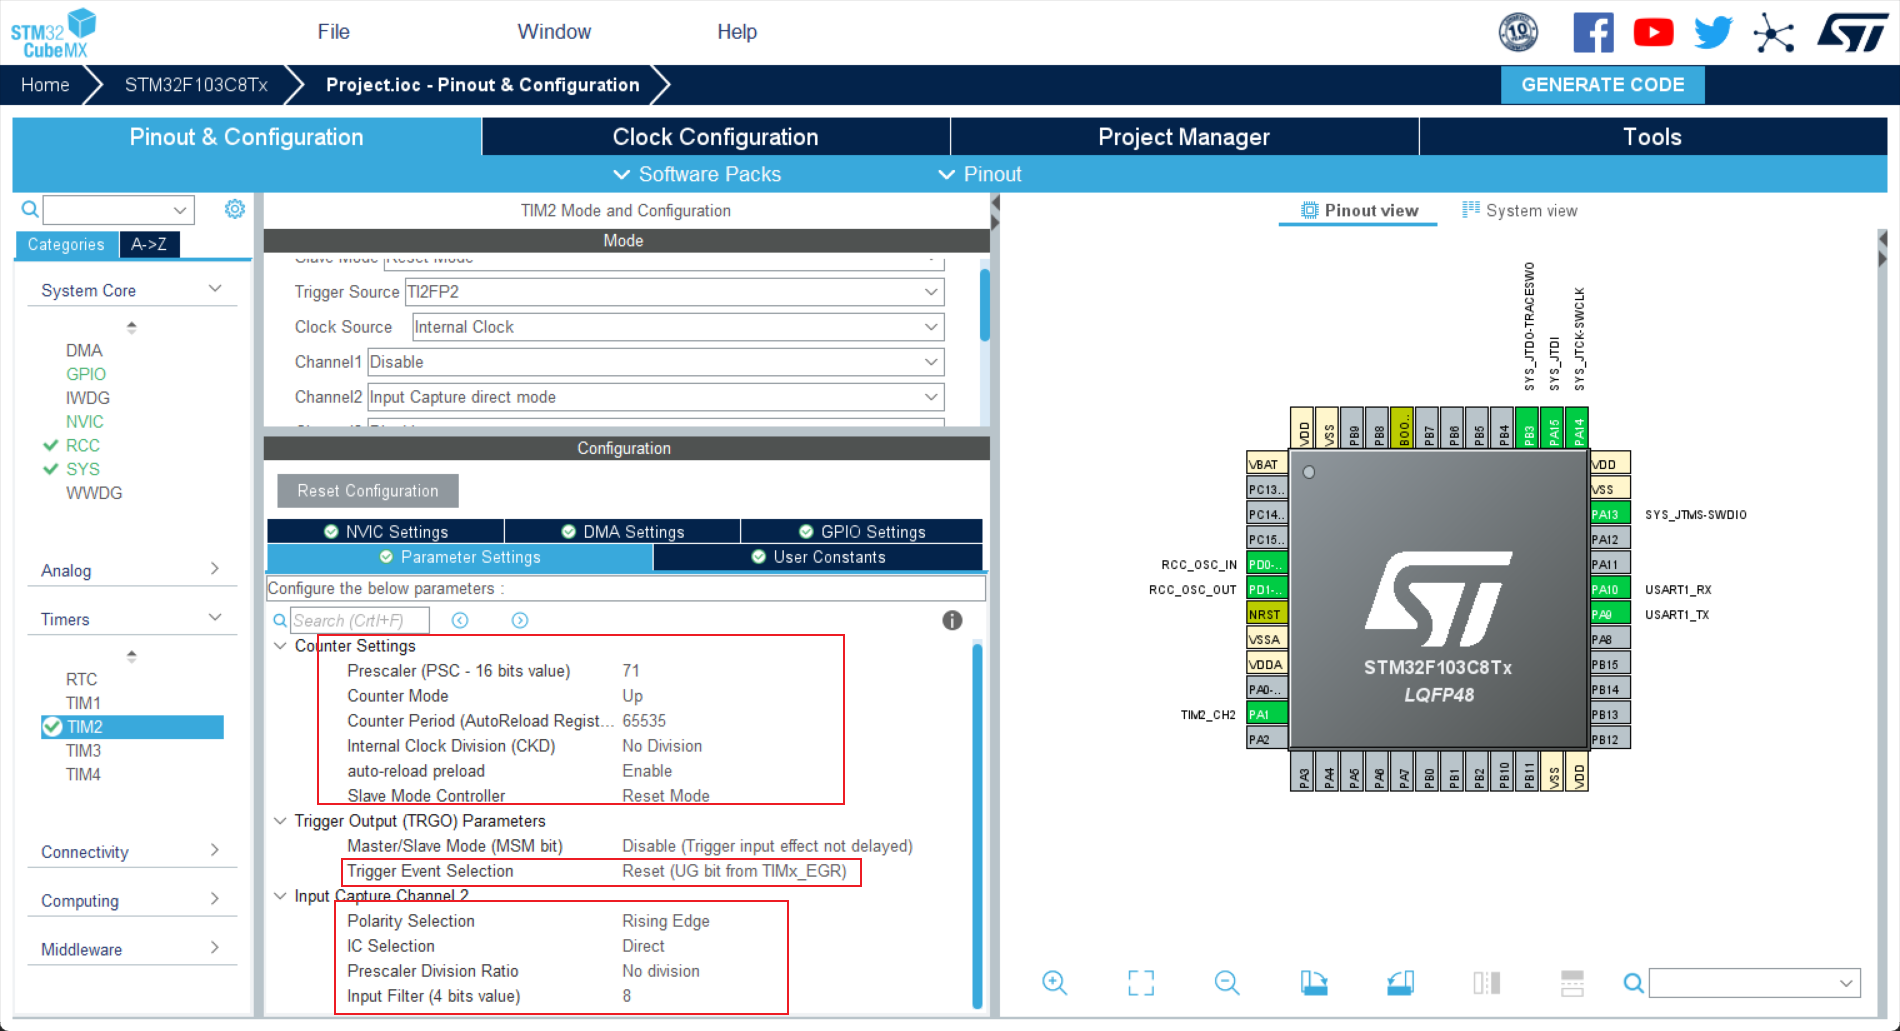 STM32
CubeMX
File
Window
Help
10
Home
STM32F103C8Tx
Project.ioc - Pinout & Configuration
GENERATE CODE
Pinout & Configuration
Clock Configuration
Project Manager
Tools
Software Packs
Pinout
Categories
A->Z
System Core
DMA
GPIO
IWDG
NVIC
RCC
SYS
WWDG
Analog
Timers
RTC
TIM1
TIM2
TIM3
TIM4
Connectivity
Computing
Middleware
TIM2 Mode and Configuration
Mode
Slave Mode Reset Mode
Trigger Source TI2FP2
Clock Source Internal Clock
Channel1 Disable
Channel2 Input Capture direct mode
Configuration
Reset Configuration
NVIC Settings
DMA Settings
GPIO Settings
Parameter Settings
User Constants
Configure the below parameters :
Search (Crtl+F)
Counter Settings
Prescaler (PSC - 16 bits value) 71
Counter Mode Up
Counter Period (AutoReload Regist... 65535
Internal Clock Division (CKD) No Division
auto-reload preload Enable
Slave Mode Controller Reset Mode
Trigger Output (TRGO) Parameters
Master/Slave Mode (MSM bit) Disable (Trigger input effect not delayed)
Trigger Event Selection Reset (UG bit from TIMx_EGR)
Input Capture Channel 2
Polarity Selection Rising Edge
IC Selection Direct
Prescaler Division Ratio No division
Input Filter (4 bits value) 8
Pinout view
System view
SYS_JTDO-TRACESWO
SYS_JTDI
SYS_JTCK-SWCLK
VDD
VSS
PB9
PB8
BOO..
PB7
PB6
PB5
PB4
PB3
PA15
PA14
VBAT
PC13..
PC14..
PC15..
RCC_OSC_IN PD0-..
RCC_OSC_OUT PD1-..
NRST
VSSA
VDDA
PA0-..
TIM2_CH2 PA1
PA2
STM32F103C8Tx
LQFP48
VDD
VSS
PA13 SYS_JTMS-SWDIO
PA12
PA11
PA10 USART1_RX
PA9 USART1_TX
PA8
PB15
PB14
PB13
PB12
PA3
PA4
PA5
PA6
PA7
PB0
PB1
PB2
PB10
PB11
VSS
VDD